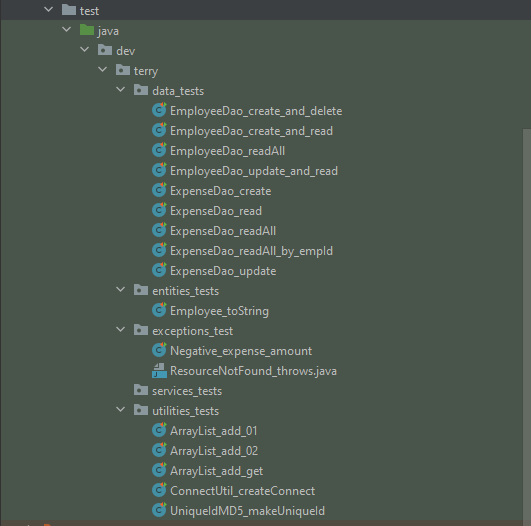 test
java
dev
terry
data_tests
EmployeeDao_create_and_delete
EmployeeDao_create_and_read
EmployeeDao_readAll
EmployeeDao_update_and_read
ExpenseDao_create
ExpenseDao_read
ExpenseDao_readAll
ExpenseDao_readAll_by_empId
ExpenseDao_update
entities_tests
Employee_toString
exceptions_test
Negative_expense_amount
ResourceNotFound_throws.java
services_tests
utilities_tests
ArrayList_add_01
ArrayList_add_02
ArrayList_add_get
ConnectUtil_createConnect
UniqueIdMD5_makeUniqueId